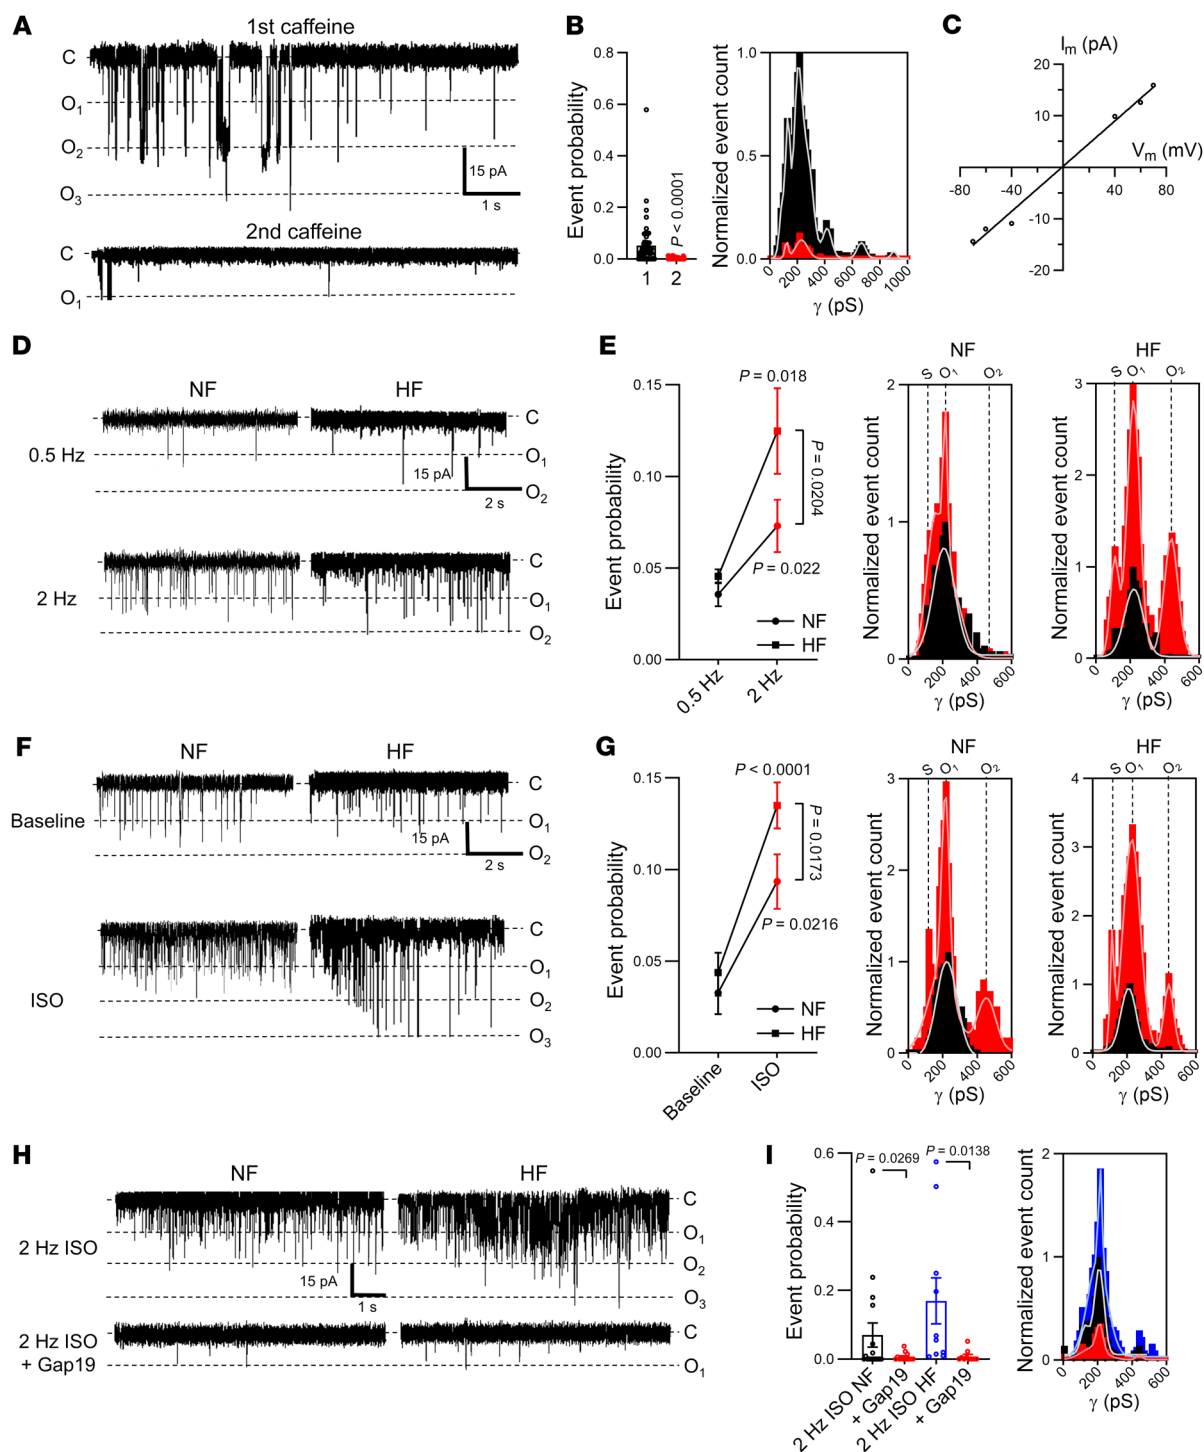 A
1st caffeine
C
O1
O2
O3
15 pA
1 s
2nd caffeine
C
O1
B
Event probability
0.8
0.6
0.4
0.2
0.0
P < 0.0001
1 2
Normalized event count
1.0
0.5
0.0
0 200 400 600 800 1000
γ (pS)
C
Im (pA)
20
10
-10
-20
Vm (mV)
-80 -40 40 80
D
NF HF
0.5 Hz
C
O1
O2
15 pA
2 s
2 Hz
C
O1
O2
E
Event probability
0.15
0.10
0.05
0.00
P = 0.018
P = 0.0204
P = 0.022
NF
HF
0.5 Hz 2 Hz
NF
S O1 O2
Normalized event count
2
1
0
0 200 400 600
γ (pS)
HF
S O1 O2
Normalized event count
3
2
1
0
0 200 400 600
γ (pS)
F
NF HF
Baseline
C
O1
O2
15 pA
2 s
ISO
C
O1
O2
O3
G
Event probability
0.15
0.10
0.05
0.00
P < 0.0001
P = 0.0173
P = 0.0216
NF
HF
Baseline ISO
NF
S O1 O2
Normalized event count
3
2
1
0
0 200 400 600
γ (pS)
HF
S O1 O2
Normalized event count
4
3
2
1
0
0 200 400 600
γ (pS)
H
NF HF
2 Hz ISO
C
O1
O2
O3
15 pA
1 s
2 Hz ISO
+ Gap19
C
O1
I
Event probability
0.6
0.4
0.2
0.0
P = 0.0269
P = 0.0138
2 Hz ISO NF
+ Gap19
2 Hz ISO HF
+ Gap19
Normalized event count
2
1
0
0 200 400 600
γ (pS)